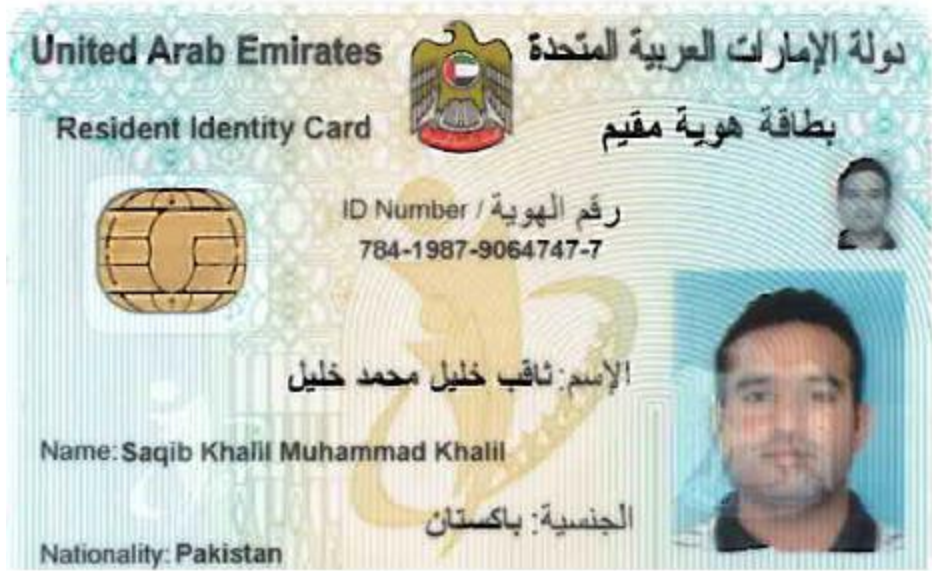 United Arab Emirates دولة الإمارات العربية المتحدة
Resident Identity Card بطاقة هوية مقيم
ID Number / رقم الهوية
784-1987-9064747-7
الإسم: ثاقب خليل محمد خليل
Name: Saqib Khalil Muhammad Khalil
الجنسية: باكستان
Nationality: Pakistan